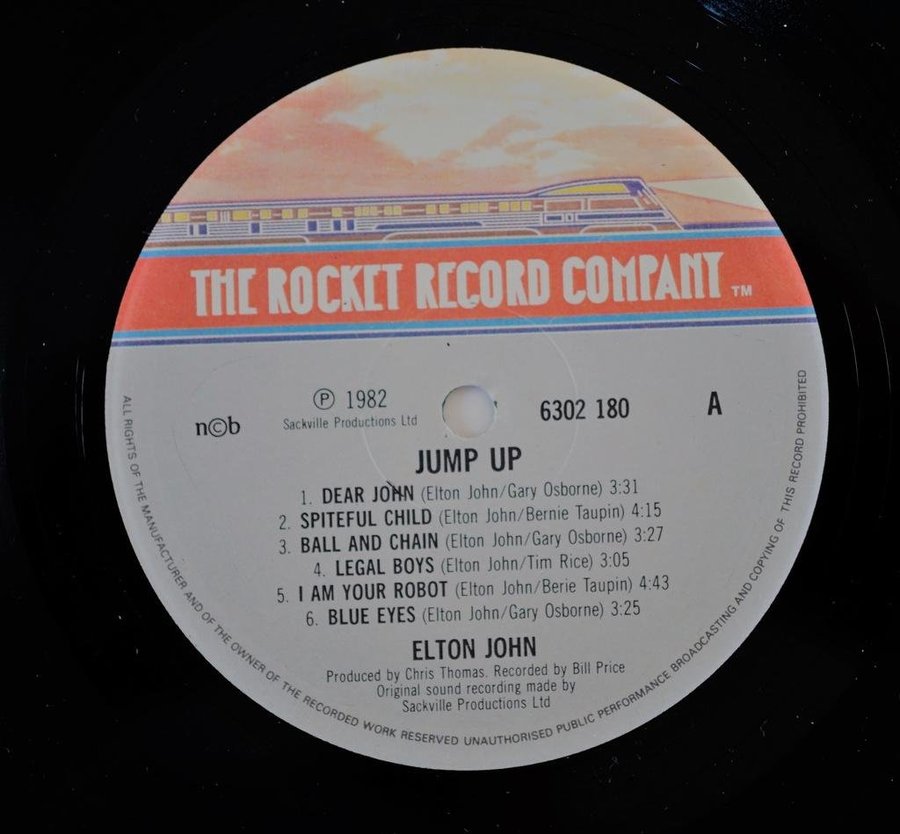 THE ROCKET RECORD COMPANY TM
n©b
℗ 1982
Sackville Productions Ltd
6302 180
A
JUMP UP
1. DEAR JOHN (Elton John/Gary Osborne) 3:31
2. SPITEFUL CHILD (Elton John/Bernie Taupin) 4:15
3. BALL AND CHAIN (Elton John/Gary Osborne) 3:27
4. LEGAL BOYS (Elton John/Tim Rice) 3:05
5. I AM YOUR ROBOT (Elton John/Berie Taupin) 4:43
6. BLUE EYES (Elton John/Gary Osborne) 3:25
ELTON JOHN
Produced by Chris Thomas. Recorded by Bill Price
Original sound recording made by
Sackville Productions Ltd
ALL RIGHTS OF THE MANUFACTURER AND OF THE OWNER OF THE RECORDED WORK RESERVED UNAUTHORISED PUBLIC PERFORMANCE BROADCASTING AND COPYING OF THIS RECORD PROHIBITED